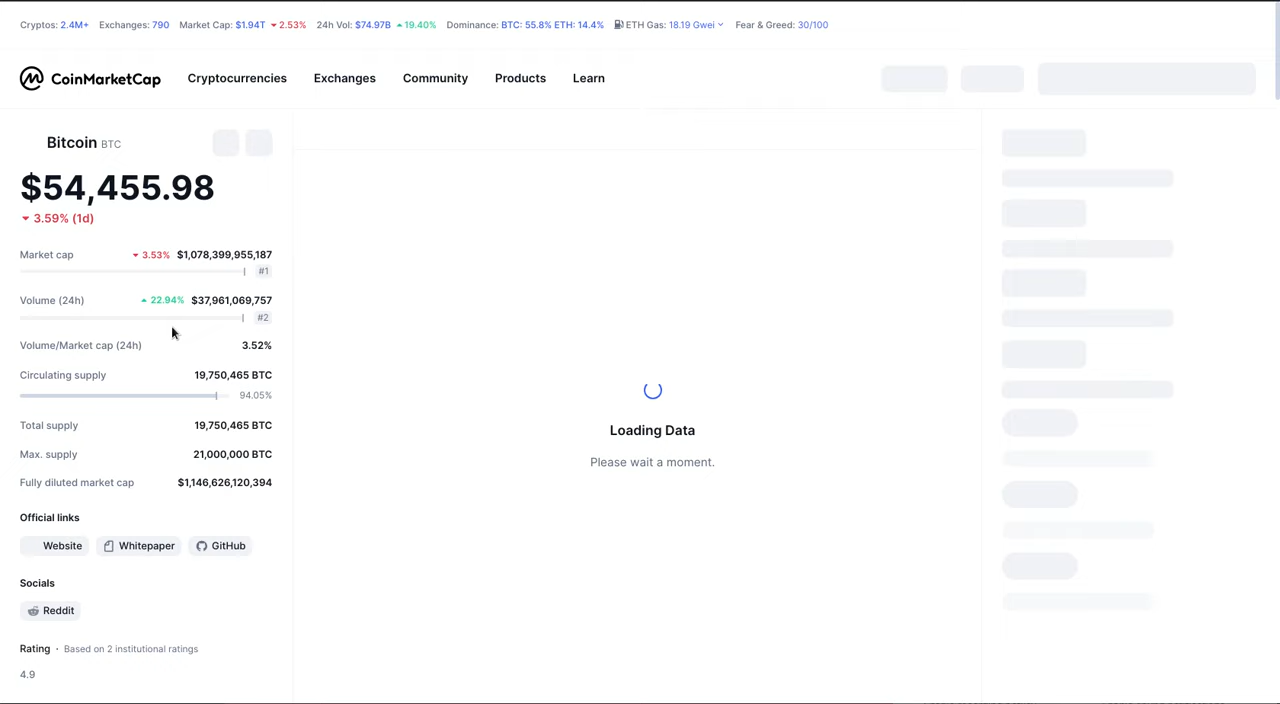 Cryptos: 2.4M+ Exchanges: 790 Market Cap: $1.94T 2.53% 24h Vol: $74.97B 19.40% Dominance: BTC: 55.8% ETH: 14.4% ETH Gas: 18.19 Gwei Fear & Greed: 30/100
CoinMarketCap Cryptocurrencies Exchanges Community Products Learn
Bitcoin BTC
$54,455.98
3.59% (1d)
Market cap 3.53% $1,078,399,955,187
#1
Volume (24h) 22.94% $37,961,069,757
#2
Volume/Market cap (24h) 3.52%
Circulating supply 19,750,465 BTC
94.05%
Total supply 19,750,465 BTC
Max. supply 21,000,000 BTC
Fully diluted market cap $1,146,626,120,394
Official links
Website Whitepaper GitHub
Socials
Reddit
Rating · Based on 2 institutional ratings
4.9
Loading Data
Please wait a moment.